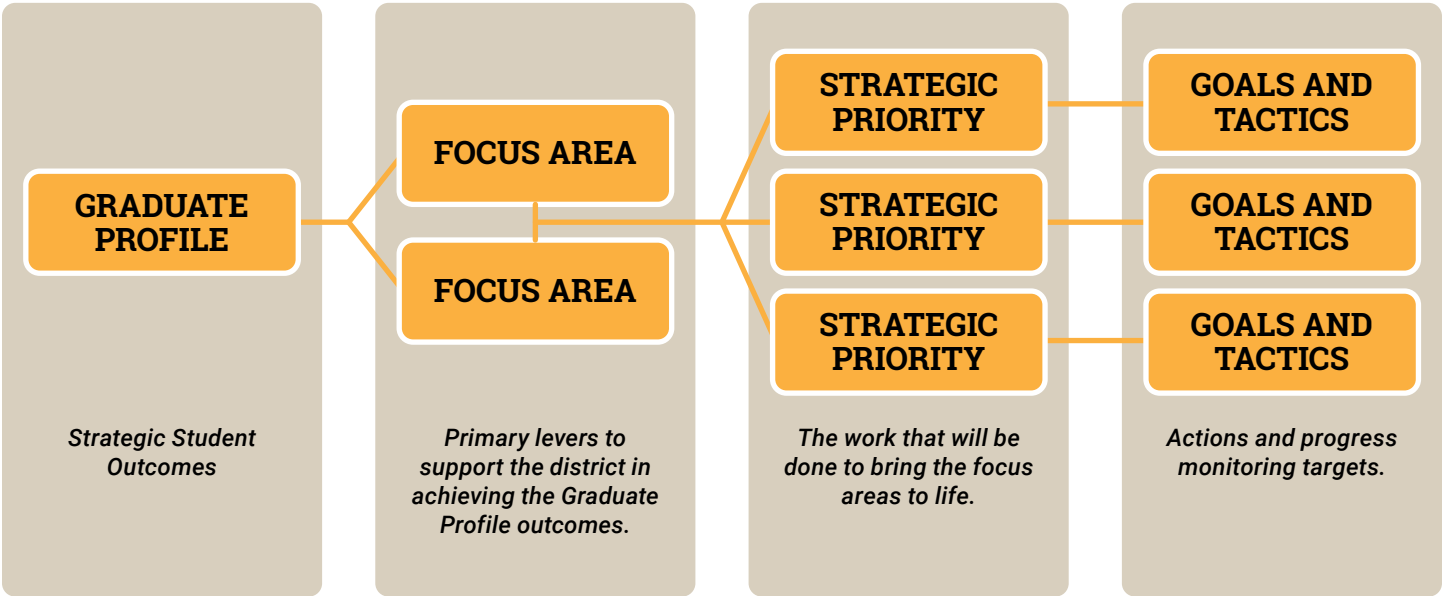 GRADUATE
PROFILE
Strategic Student
Outcomes
FOCUS AREA
FOCUS AREA
Primary levers to
support the district in
achieving the Graduate
Profile outcomes.
STRATEGIC
PRIORITY
STRATEGIC
PRIORITY
STRATEGIC
PRIORITY
The work that will be
done to bring the focus
areas to life.
GOALS AND
TACTICS
GOALS AND
TACTICS
GOALS AND
TACTICS
Actions and progress
monitoring targets.